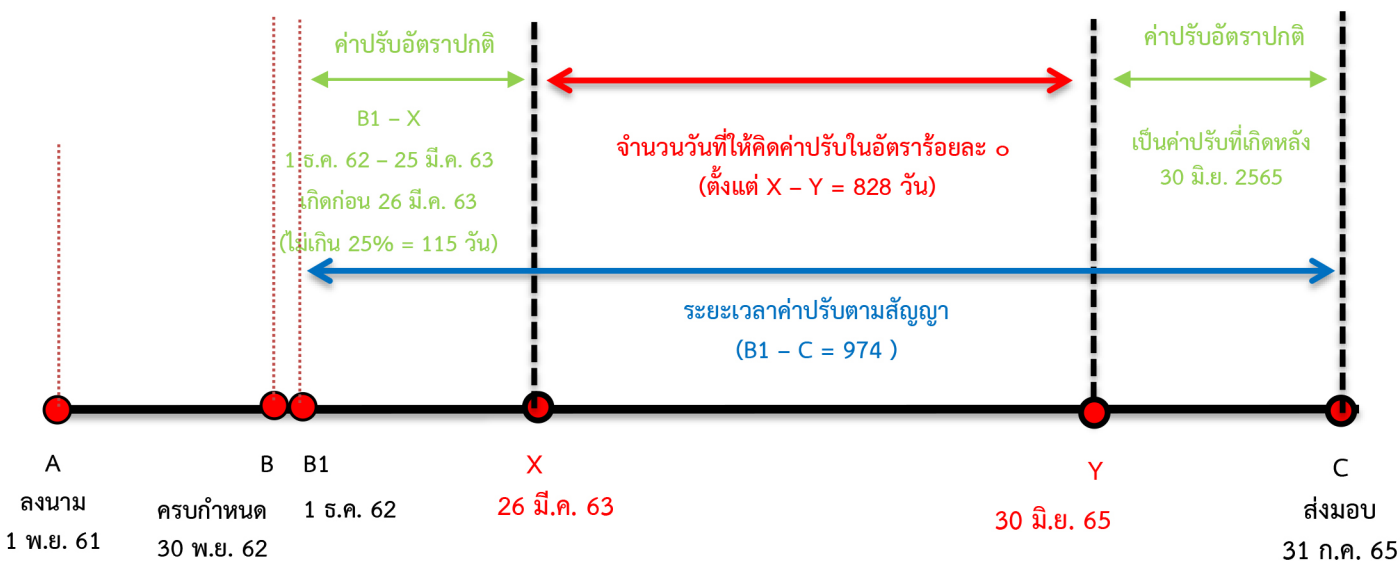 ค่าปรับอัตราปกติ
B1 – X
1 ธ.ค. 62 – 25 มี.ค. 63
เกิดก่อน 26 มี.ค. 63
(ไม่เกิน 25% = 115 วัน)
จำนวนวันที่ให้คิดค่าปรับในอัตราร้อยละ ๐
(ตั้งแต่ X – Y = 828 วัน)
ค่าปรับอัตราปกติ
เป็นค่าปรับที่เกิดหลัง
30 มิ.ย. 2565
ระยะเวลาค่าปรับตามสัญญา
(B1 – C = 974 )
A
ลงนาม
1 พ.ย. 61
B
ครบกำหนด
30 พ.ย. 62
B1
1 ธ.ค. 62
X
26 มี.ค. 63
Y
30 มิ.ย. 65
C
ส่งมอบ
31 ก.ค. 65